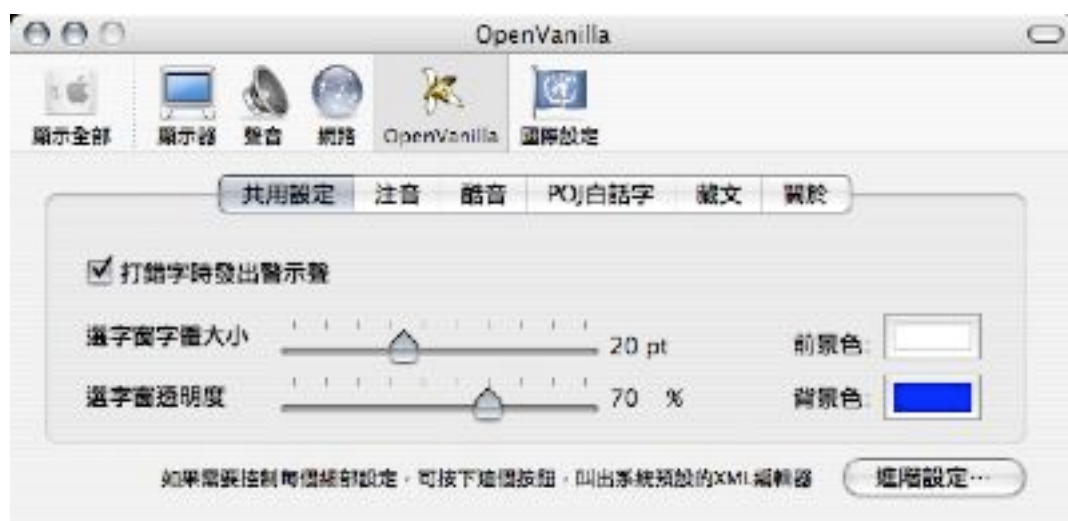 OpenVanilla
顯示全部 顯示器 聲音 網路 OpenVanilla 國際設定
共用設定 注音 酷音 POJ白話字 藏文 關於
打錯字時發出警示聲
選字窗字體大小 20 pt 前景色:
選字窗透明度 70 % 背景色:
如果需要控制每個細部設定,可按下這個按鈕,叫出系統預設的XML編輯器 進階設定…